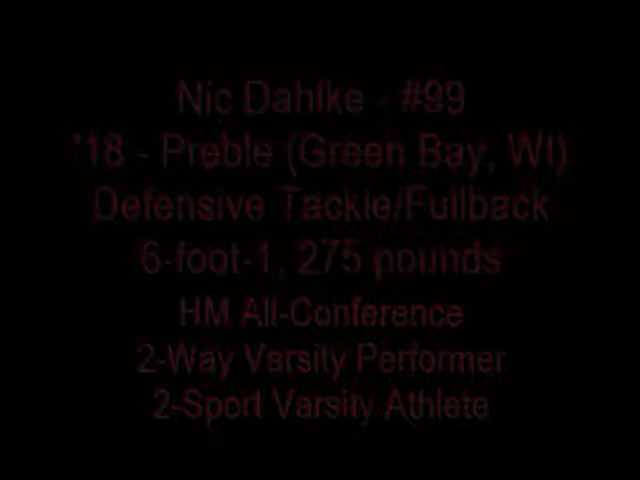 Nic Dahlke - #99
'18 - Preble (Green Bay, WI)
Defensive Tackle/Fullback
6-foot-1, 275 pounds
HM All-Conference
2-Way Varsity Performer
2-Sport Varsity Athlete